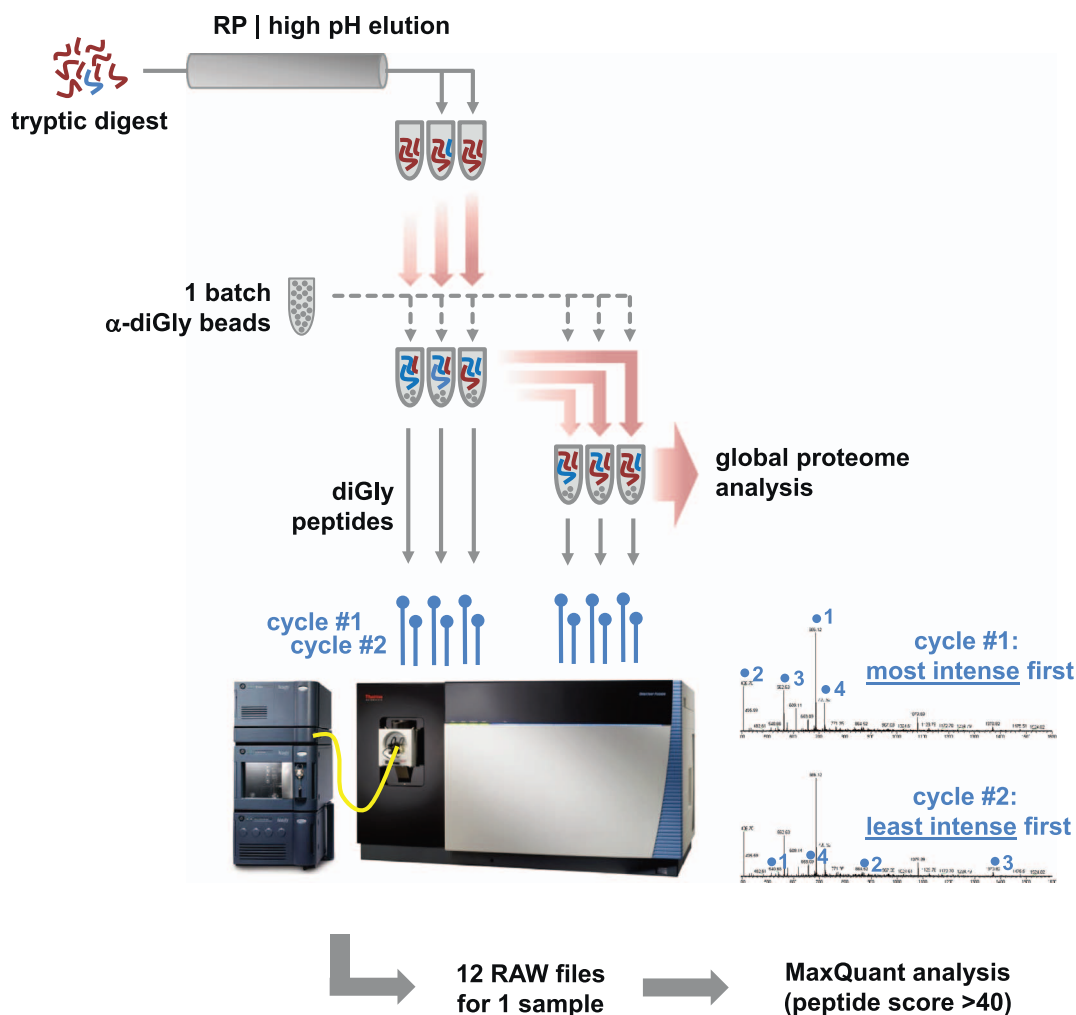 RP | high pH elution
tryptic digest
1 batch
α-diGly beads
global proteome
analysis
diGly
peptides
cycle #1
cycle #2
1
2
3
4
cycle #1:
most intense first
cycle #2:
least intense first
1
4
2
3
12 RAW files
for 1 sample
MaxQuant analysis
(peptide score >40)